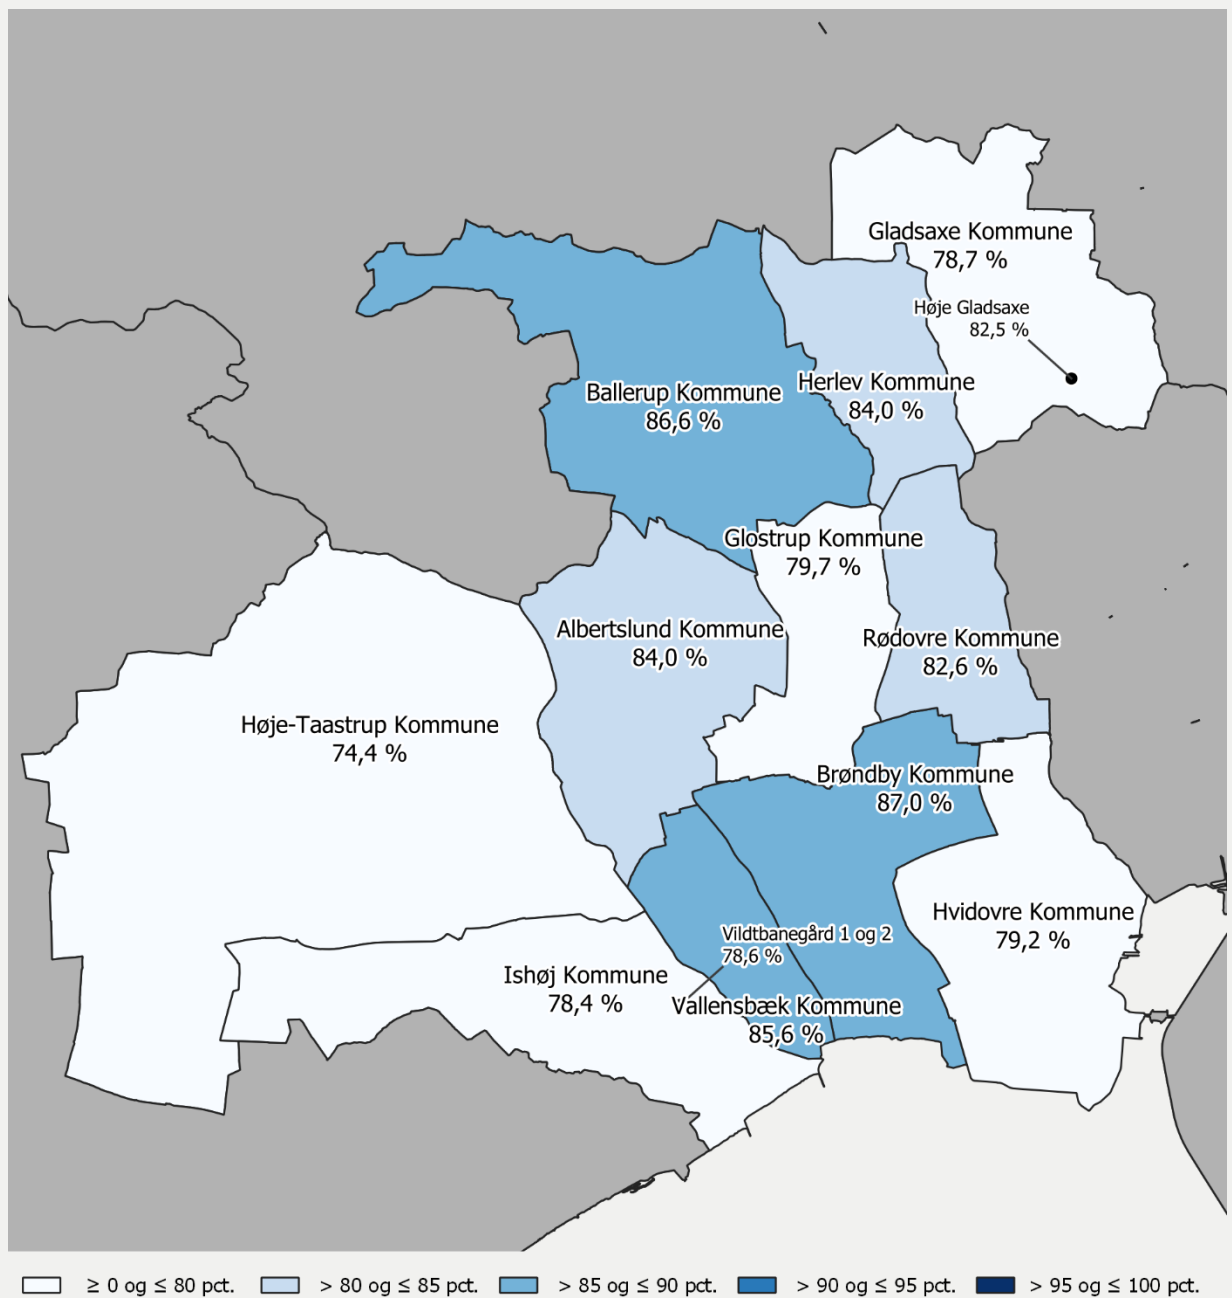 Gladsaxe Kommune
78,7 %
Høje Gladsaxe
82,5 %
Ballerup Kommune
86,6 %
Herlev Kommune
84,0 %
Glostrup Kommune
79,7 %
Albertslund Kommune
84,0 %
Rødovre Kommune
82,6 %
Høje-Taastrup Kommune
74,4 %
Brøndby Kommune
87,0 %
Hvidovre Kommune
79,2 %
Vildtbanegård 1 og 2
78,6 %
Ishøj Kommune
78,4 %
Vallensbæk Kommune
85,6 %
≥ 0 og ≤ 80 pct.
> 80 og ≤ 85 pct.
> 85 og ≤ 90 pct.
> 90 og ≤ 95 pct.
> 95 og ≤ 100 pct.